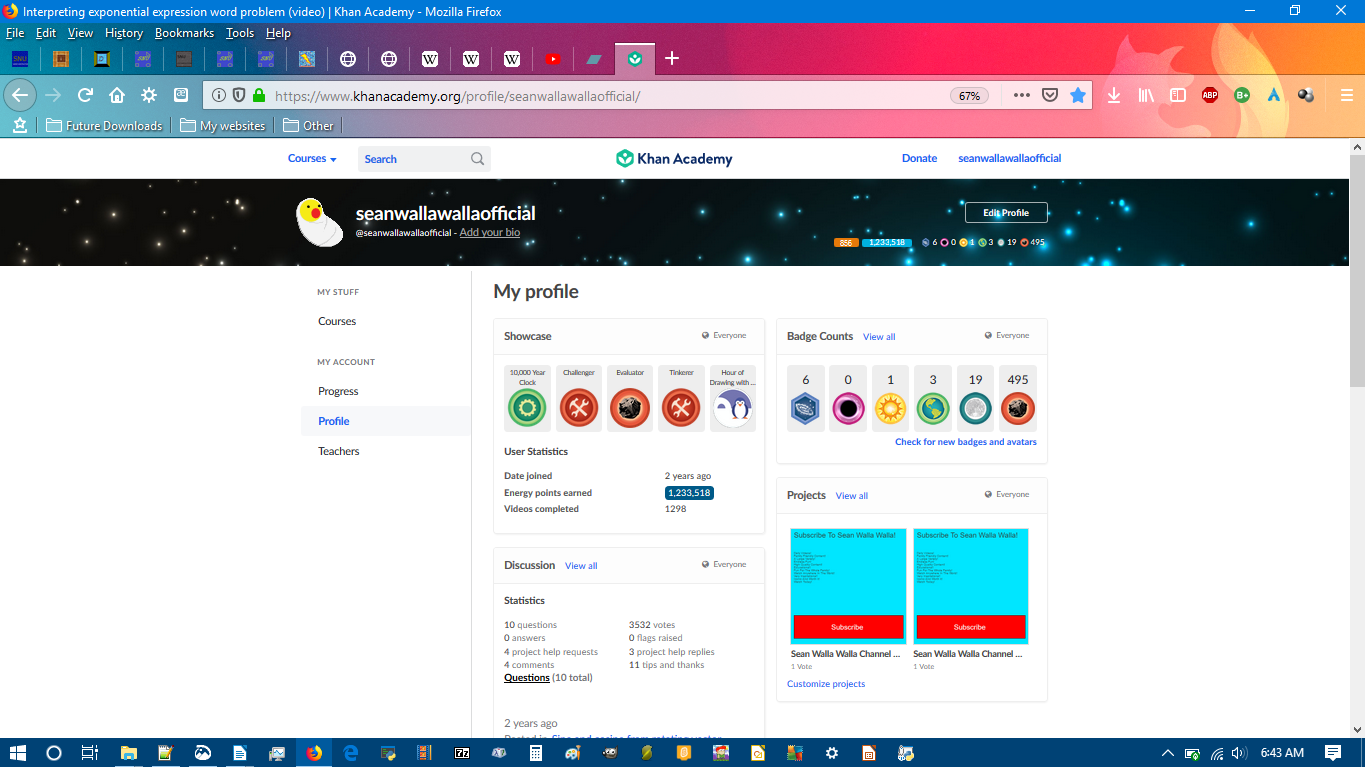 Interpreting exponential expression word problem (video) | Khan Academy - Mozilla Firefox
File Edit View History Bookmarks Tools Help
https://www.khanacademy.org/profile/seanwallawallaofficial/ 67%
Future Downloads My websites Other
Courses Search Khan Academy Donate seanwallawallaofficial
seanwallawallaofficial
@seanwallawallaofficial - Add your bio
Edit Profile
856 1,233,518 6 0 1 3 19 495
MY STUFF
Courses
MY ACCOUNT
Progress
Profile
Teachers
My profile
Showcase Everyone
10,000 Year Clock
Challenger
Evaluator
Tinkerer
Hour of Drawing with ...
User Statistics
Date joined 2 years ago
Energy points earned 1,233,518
Videos completed 1298
Badge Counts View all Everyone
6 0 1 3 19 495
Check for new badges and avatars
Discussion View all Everyone
Statistics
10 questions 3532 votes
0 answers 0 flags raised
4 project help requests 3 project help replies
4 comments 11 tips and thanks
Questions (10 total)
2 years ago
Posted in Sine and cosine from rotating vector
Projects View all Everyone
Subscribe To Sean Walla Walla! Subscribe To Sean Walla Walla!
Subscribe Subscribe
Sean Walla Walla Channel ... Sean Walla Walla Channel ...
1 Vote 1 Vote
Customize projects
6:43 AM